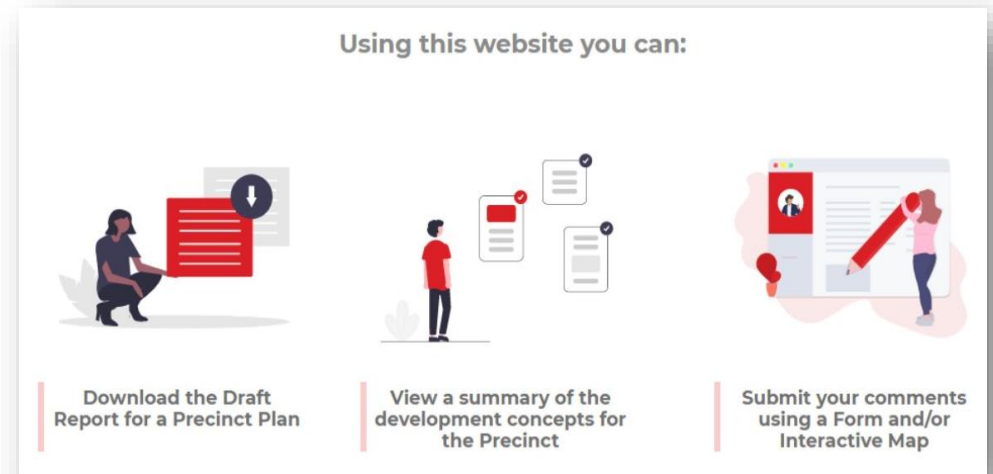 Using this website you can:
Download the Draft
Report for a Precinct Plan
View a summary of the
development concepts for
the Precinct
Submit your comments
using a Form and/or
Interactive Map